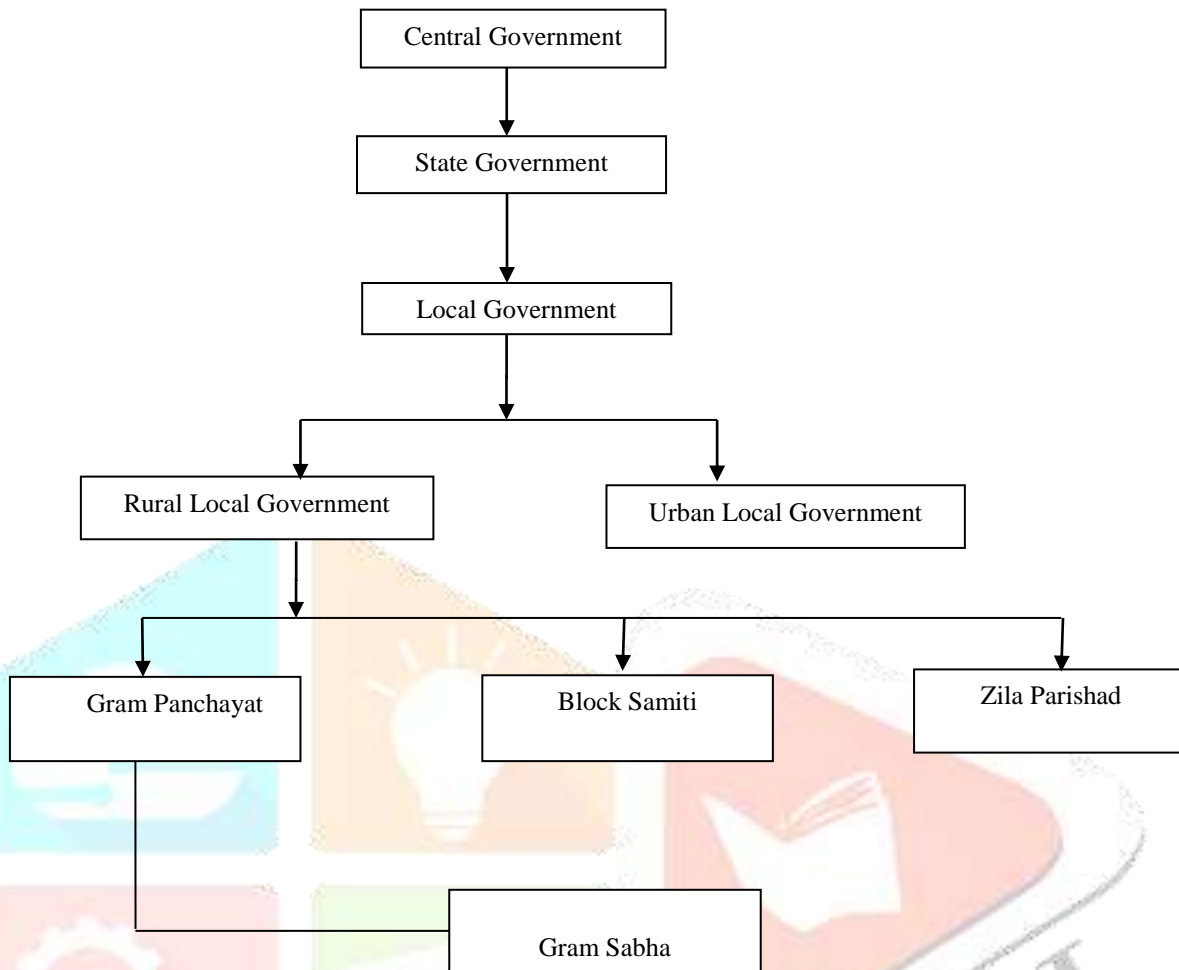 Central Government
State Government
Local Government
Rural Local Government
Urban Local Government
Gram Panchayat
Block Samiti
Zila Parishad
Gram Sabha